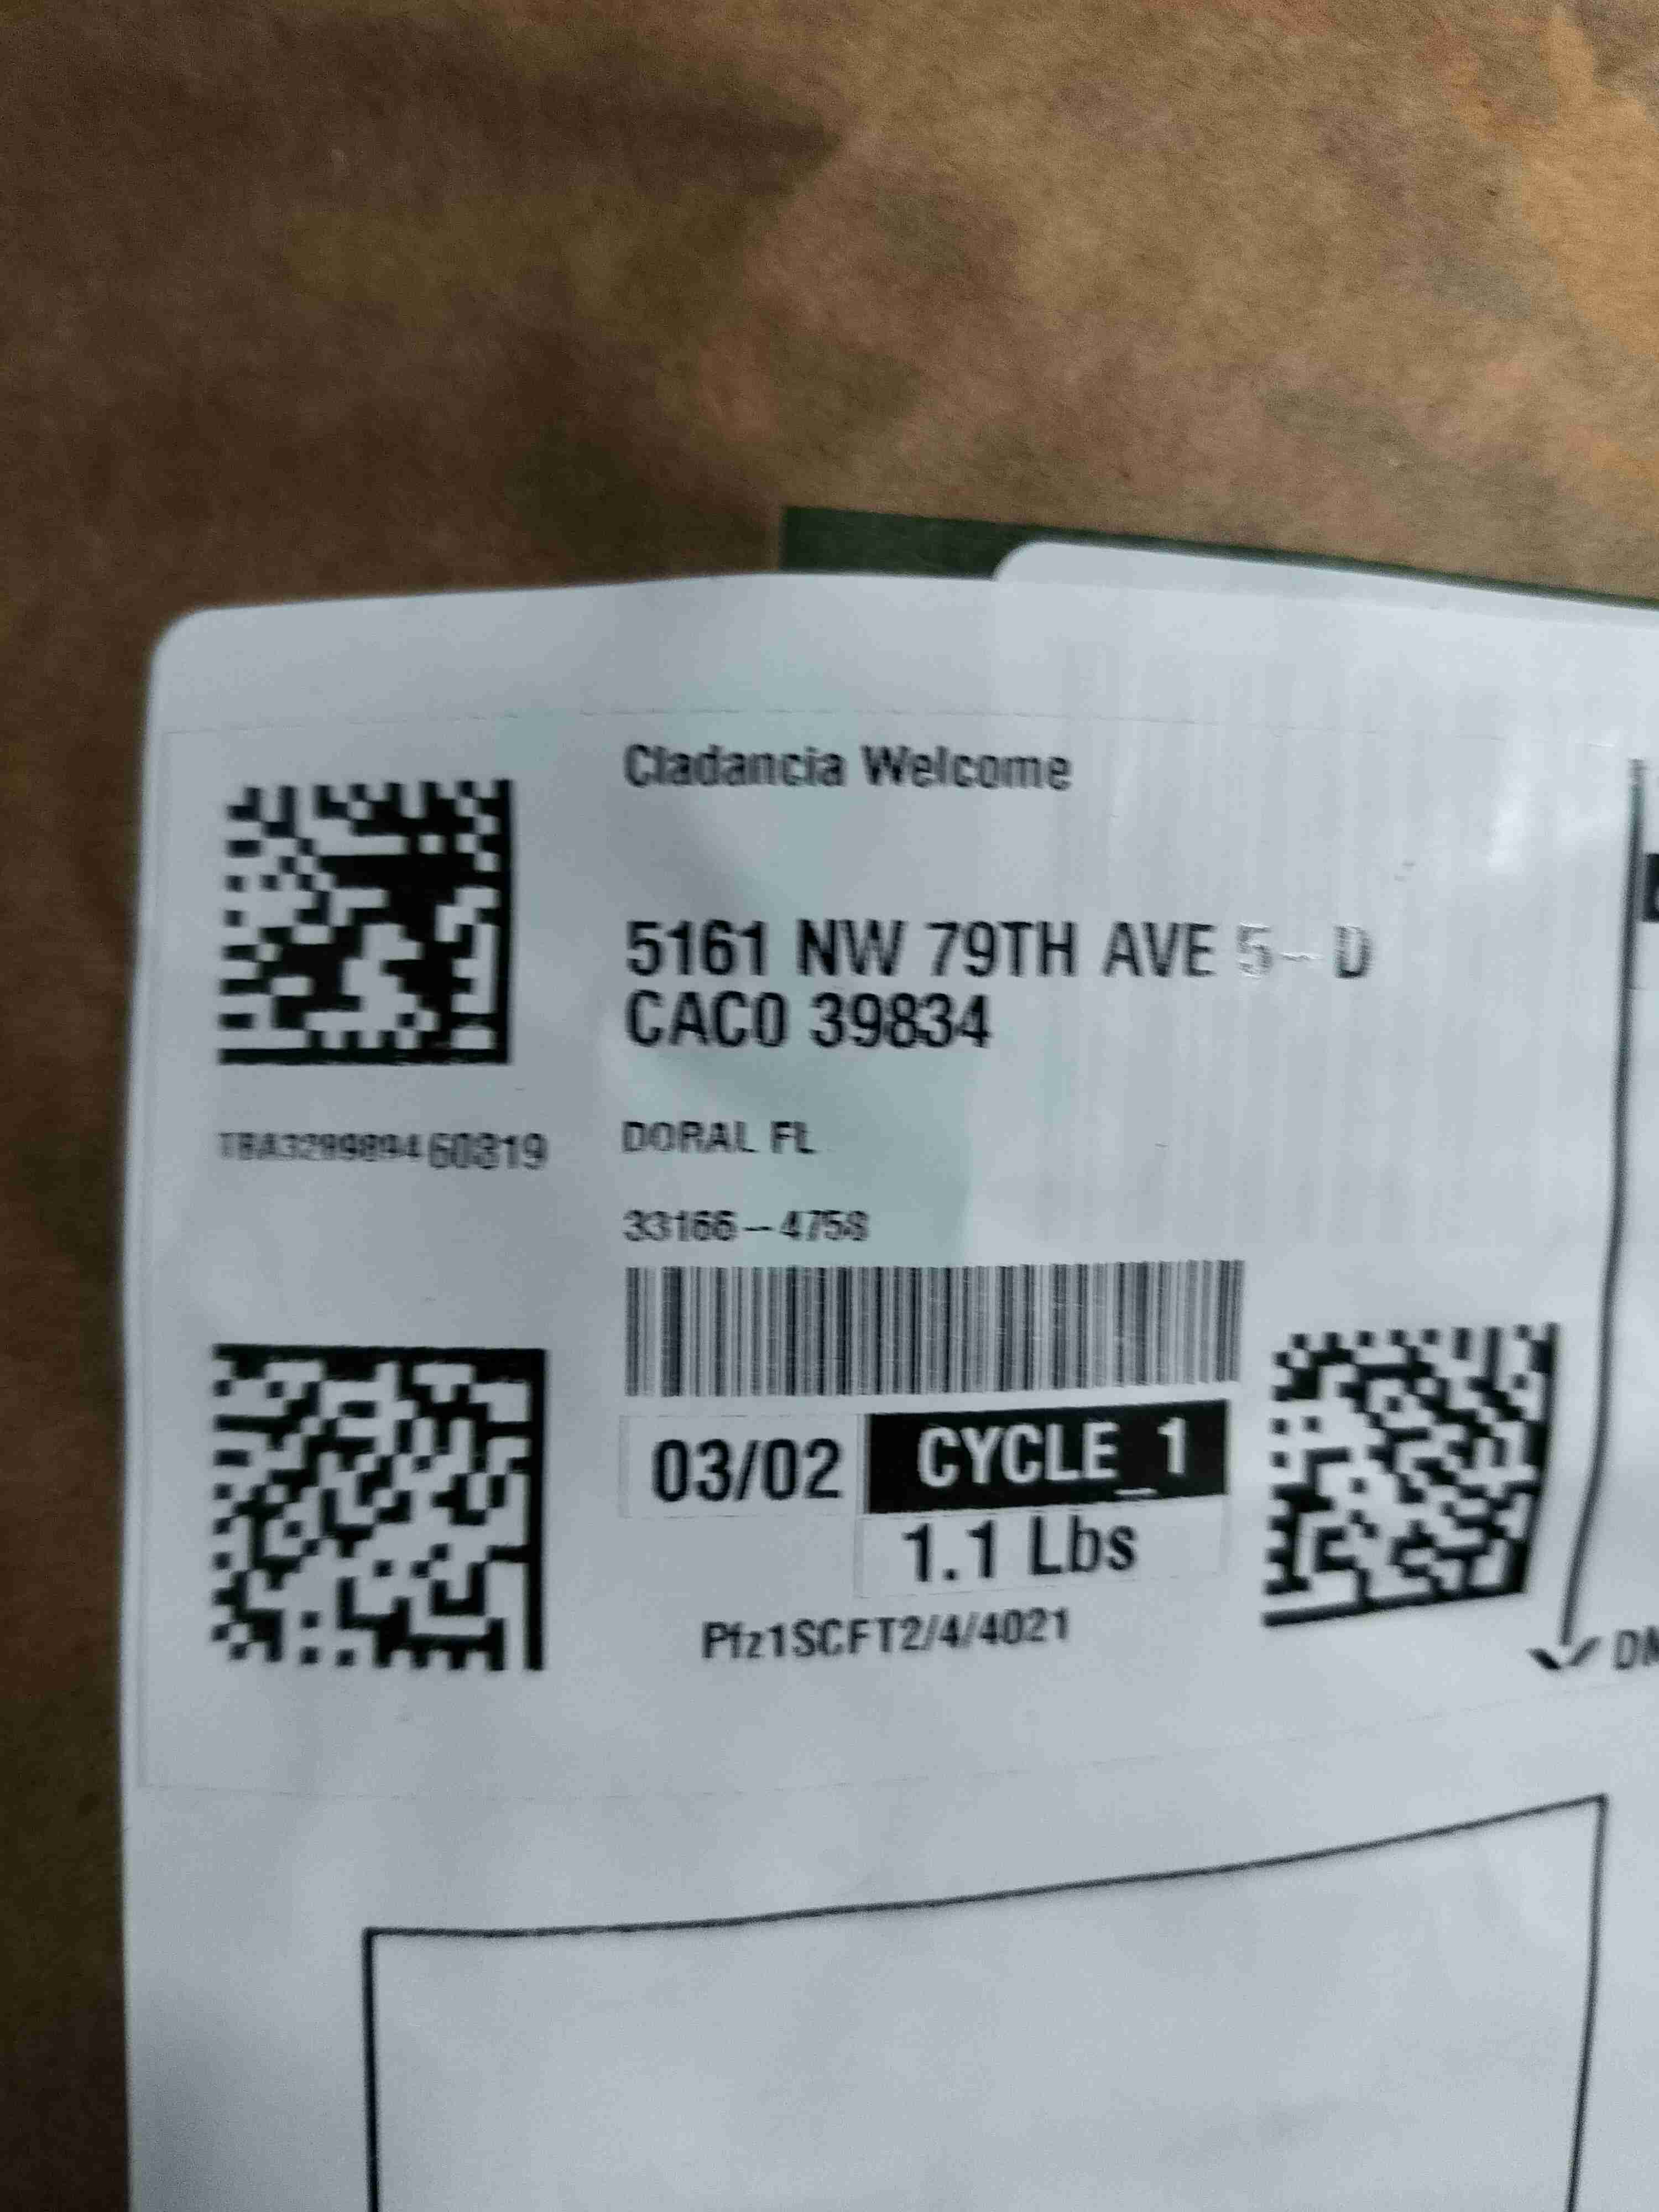 Cladancia Welcome
5161 NW 79TH AVE 5-D
CAC0 39834
TBA329989460319
DORAL FL
33166-4758
03/02 CYCLE_1
1.1 Lbs
Pfz1SCFT2/4/4021